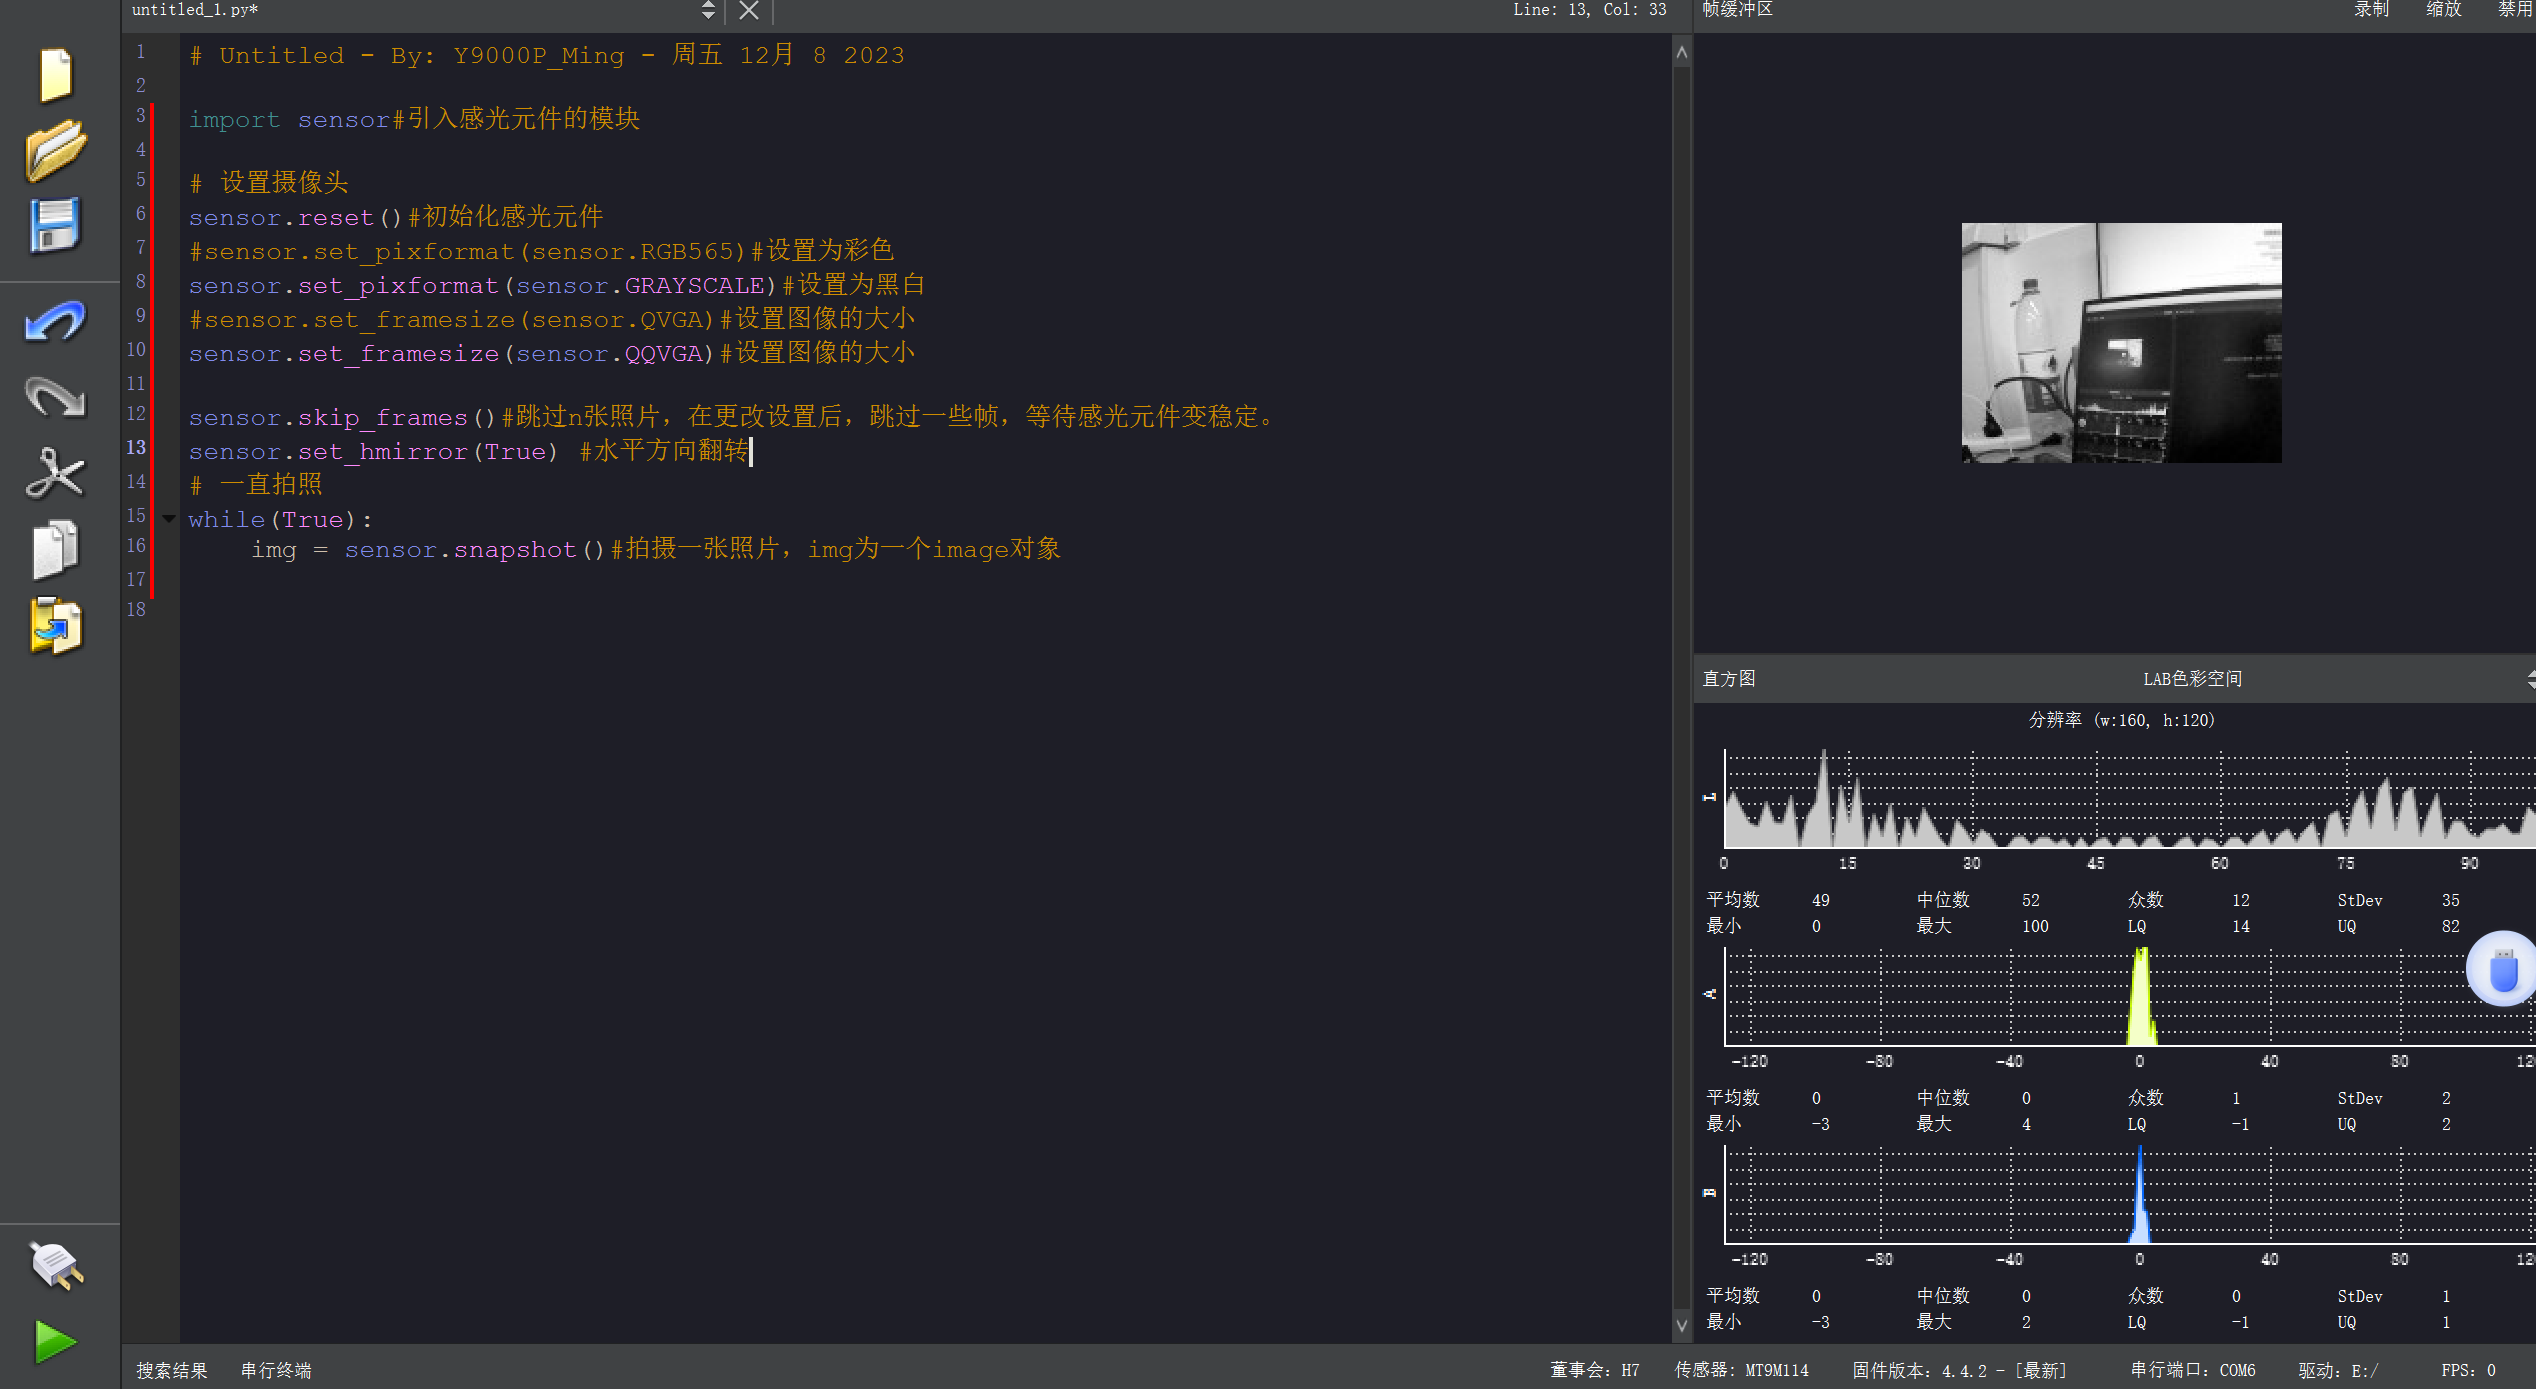 untitled_1.py*
Line: 13, Col: 33
帧缓冲区
录制
缩放
禁用
1 # Untitled - By: Y9000P_Ming - 周五 12月 8 2023
2
3 import sensor#引入感光元件的模块
4
5 # 设置摄像头
6 sensor.reset()#初始化感光元件
7 #sensor.set_pixformat(sensor.RGB565)#设置为彩色
8 sensor.set_pixformat(sensor.GRAYSCALE)#设置为黑白
9 #sensor.set_framesize(sensor.QVGA)#设置图像的大小
10 sensor.set_framesize(sensor.QQVGA)#设置图像的大小
11
12 sensor.skip_frames()#跳过n张照片，在更改设置后，跳过一些帧，等待感光元件变稳定。
13 sensor.set_hmirror(True) #水平方向翻转
14 # 一直拍照
15 while(True):
16 img = sensor.snapshot()#拍摄一张照片，img为一个image对象
17
18
直方图
LAB色彩空间
分辨率 (w:160, h:120)
L
0 15 30 45 60 75 90
平均数 49 中位数 52 众数 12 StDev 35
最小 0 最大 100 LQ 14 UQ 82
A
-120 -80 -40 0 40 80 12
平均数 0 中位数 0 众数 1 StDev 2
最小 -3 最大 4 LQ -1 UQ 2
B
-120 -80 -40 0 40 80 12
平均数 0 中位数 0 众数 0 StDev 1
最小 -3 最大 2 LQ -1 UQ 1
搜索结果
串行终端
董事会：H7
传感器：MT9M114
固件版本：4.4.2 - [最新]
串行端口：COM6
驱动：E:/
FPS：0